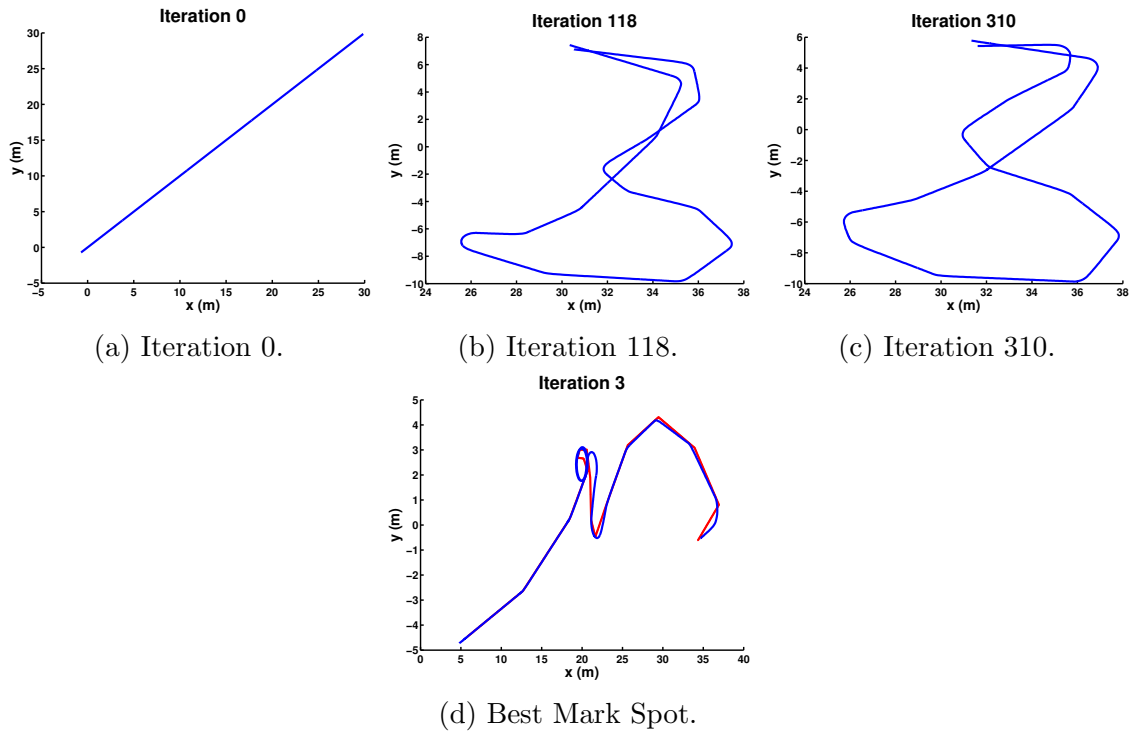 Iteration 0
30
25
20
15
10
5
0
−5
y (m)
−5 0 5 10 15 20 25 30
x (m)
(a) Iteration 0.
Iteration 118
8
6
4
2
0
−2
−4
−6
−8
−10
y (m)
24 26 28 30 32 34 36 38
x (m)
(b) Iteration 118.
Iteration 310
6
4
2
0
−2
−4
−6
−8
−10
y (m)
24 26 28 30 32 34 36 38
x (m)
(c) Iteration 310.
Iteration 3
5
4
3
2
1
0
−1
−2
−3
−4
−5
y (m)
0 5 10 15 20 25 30 35 40
x (m)
(d) Best Mark Spot.